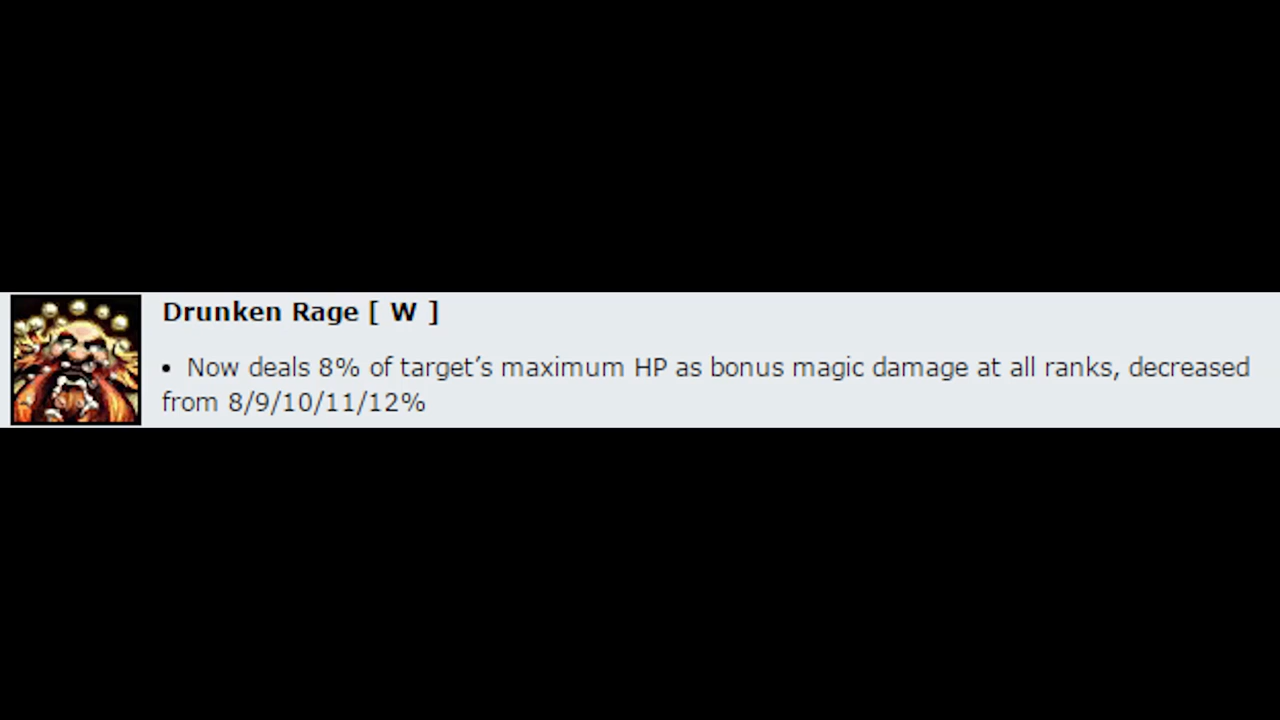 Drunken Rage [ W ]
• Now deals 8% of target’s maximum HP as bonus magic damage at all ranks, decreased
from 8/9/10/11/12%